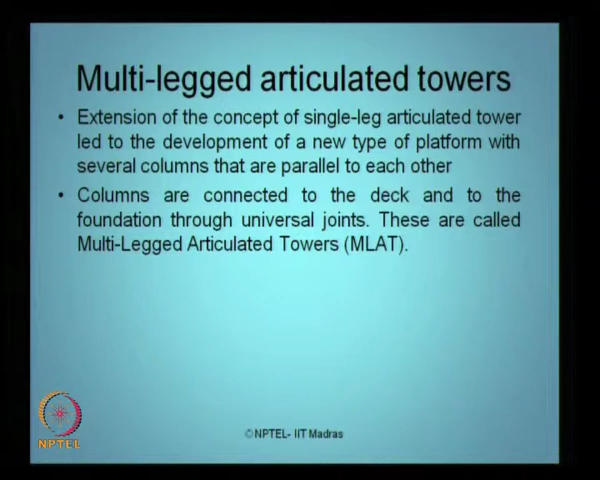 Multi-legged articulated towers
• Extension of the concept of single-leg articulated tower
led to the development of a new type of platform with
several columns that are parallel to each other
• Columns are connected to the deck and to the
foundation through universal joints. These are called
Multi-Legged Articulated Towers (MLAT).
NPTEL
©NPTEL- IIT Madras